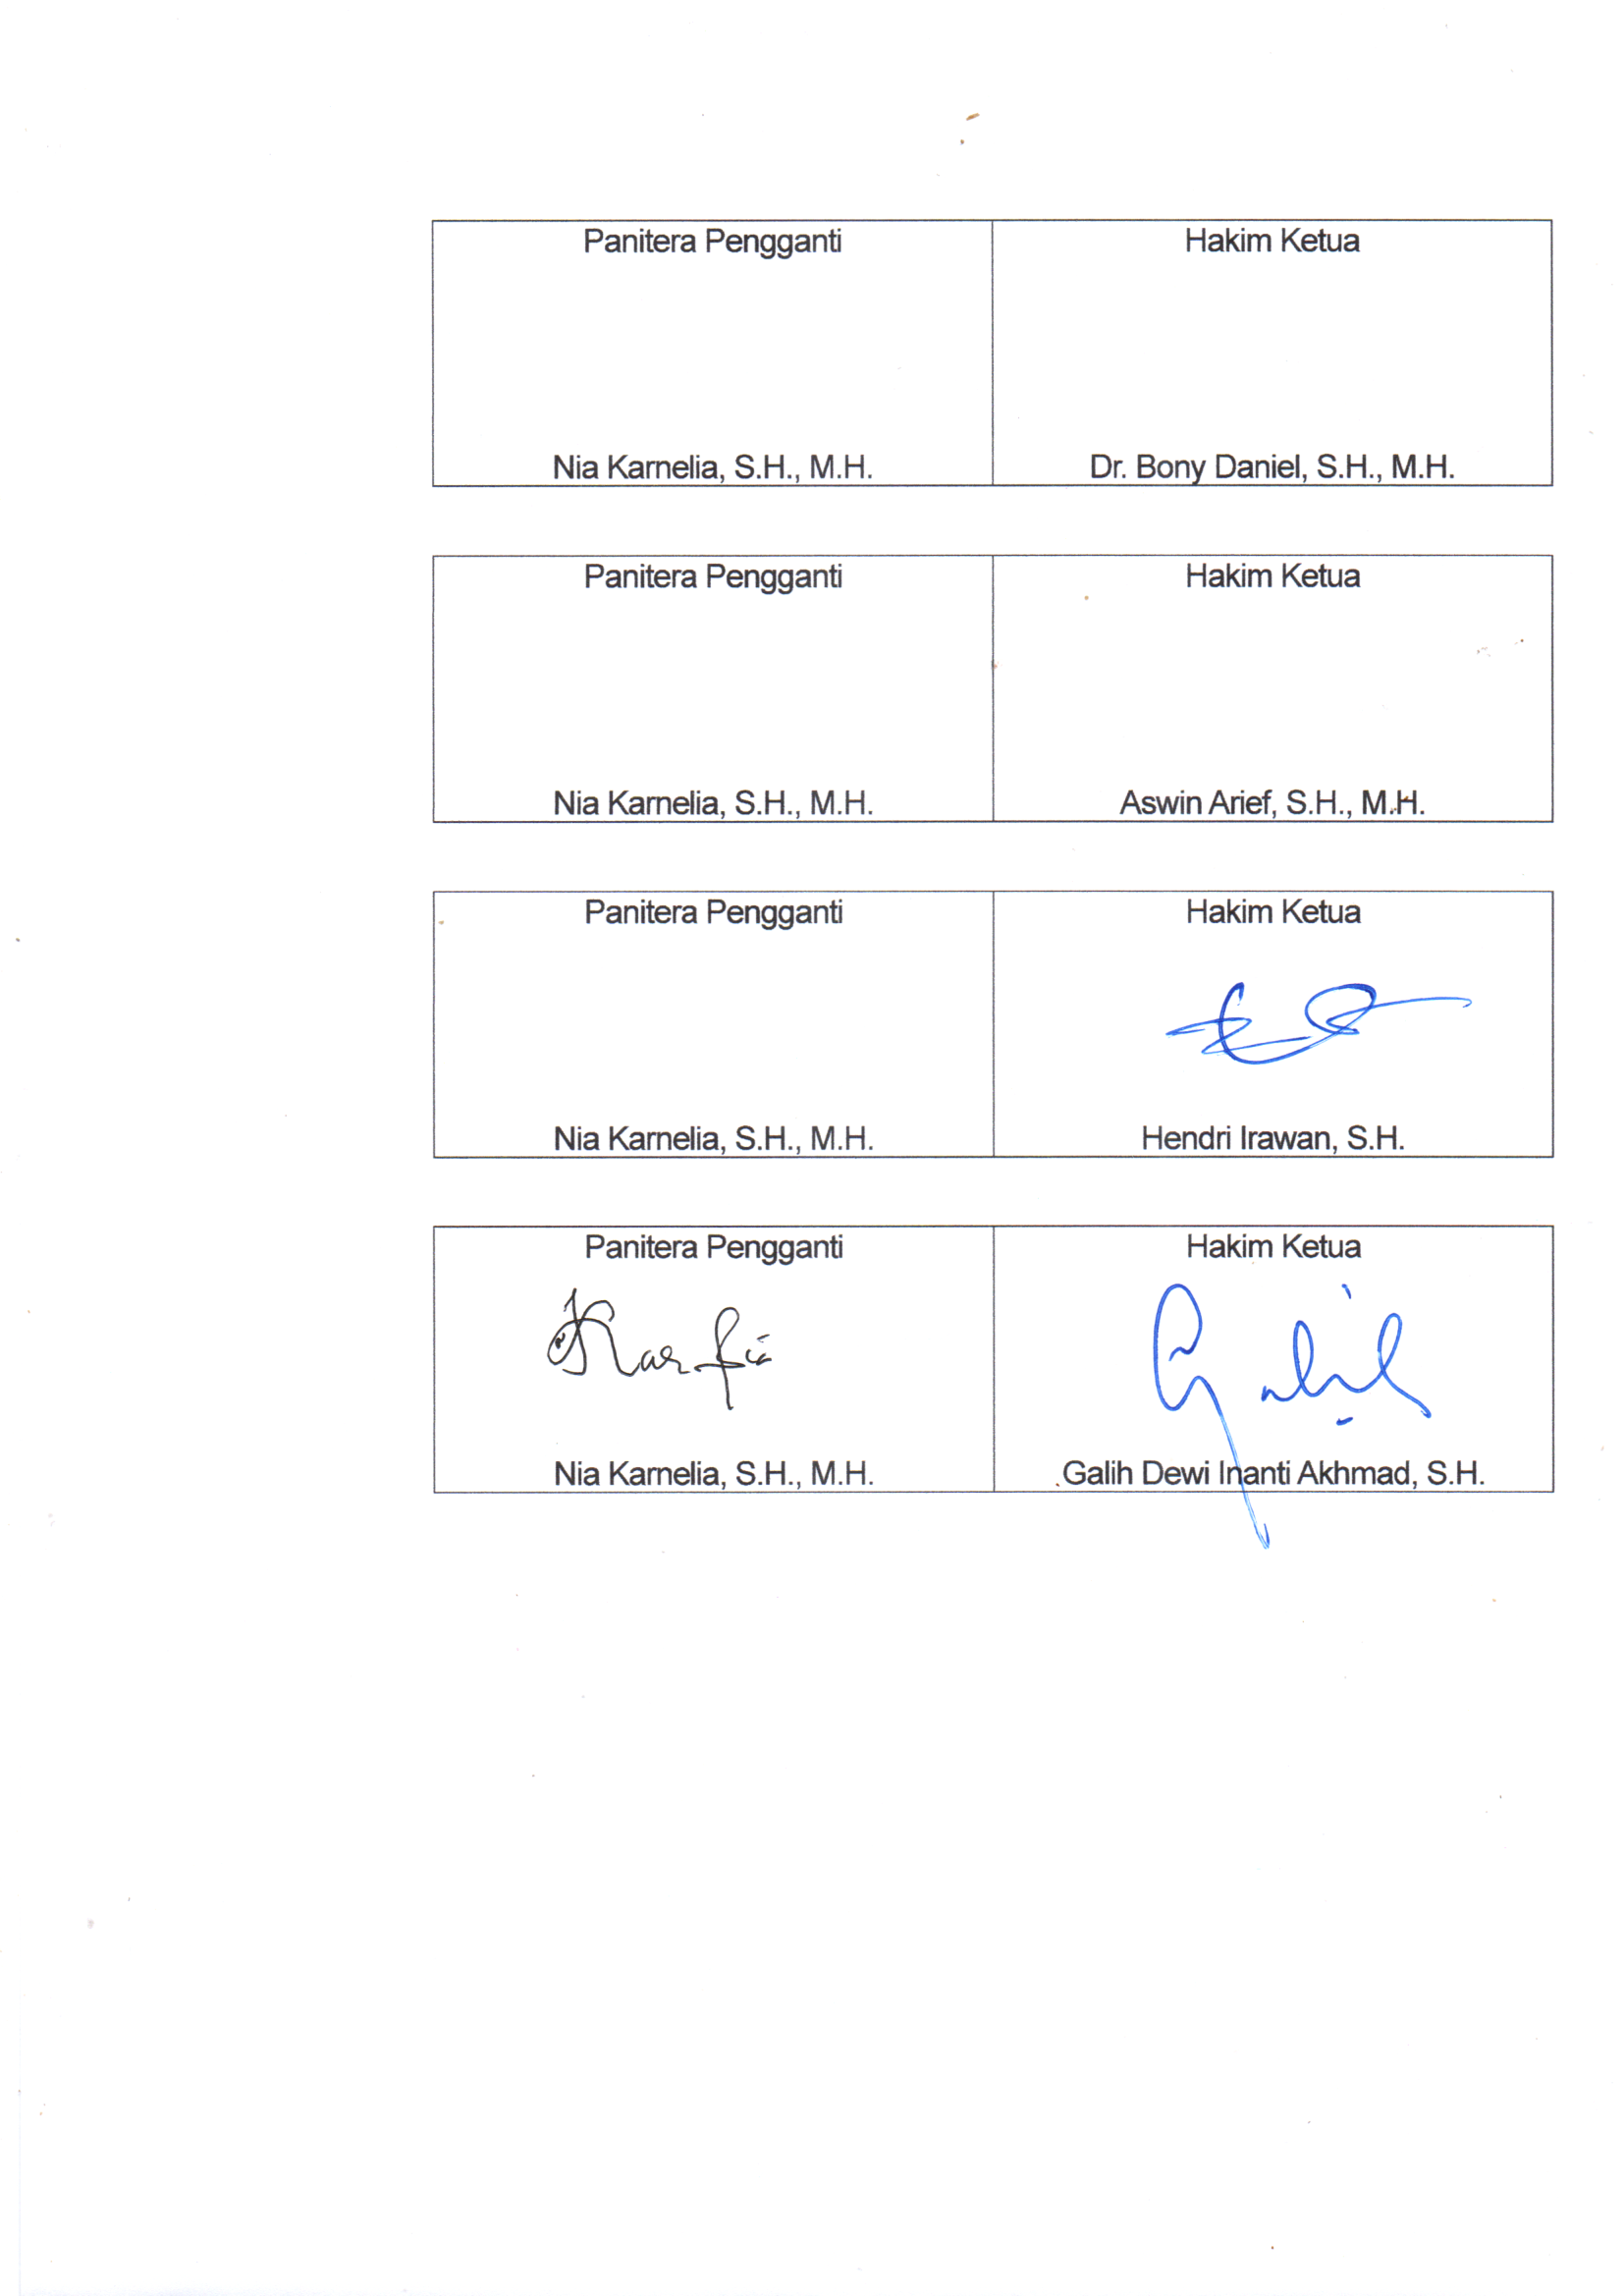 Panitera Pengganti Hakim Ketua
Nia Karnelia, S.H., M.H. Dr. Bony Daniel, S.H., M.H.
Panitera Pengganti Hakim Ketua
Nia Karnelia, S.H., M.H. Aswin Arief, S.H., M.H.
Panitera Pengganti Hakim Ketua
Nia Karnelia, S.H., M.H. Hendri Irawan, S.H.
Panitera Pengganti Hakim Ketua
Nia Karnelia, S.H., M.H. Galih Dewi Inanti Akhmad, S.H.